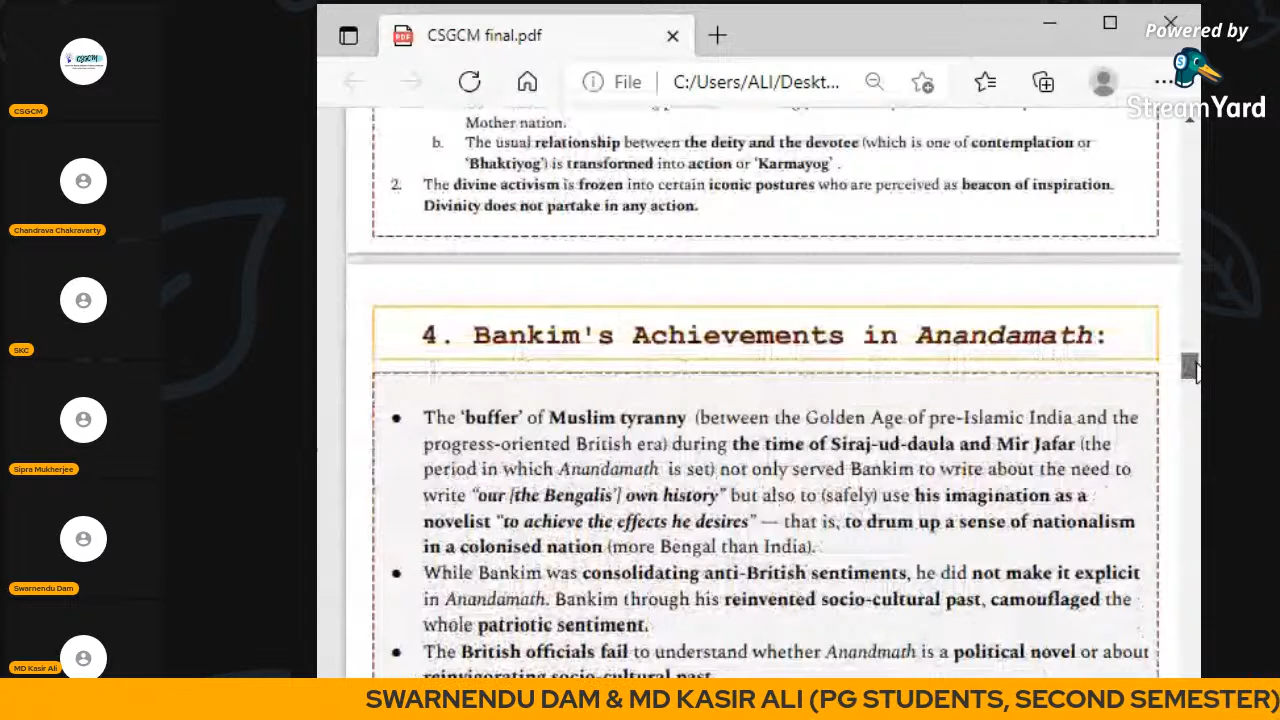 CSGCM final.pdf
Powered by
StreamYard
File
C:/Users/ALI/Deskt...
CSGCM
CSGCM
Chandrava Chakravarty
SKC
Sipra Mukherjee
Swarnendu Dam
MD Kasir Ali
Mother nation.
b. The usual relationship between the deity and the devotee (which is one of contemplation or
'Bhaktiyog') is transformed into action or 'Karmayog' .
2. The divine activism is frozen into certain iconic postures who are perceived as beacon of inspiration.
Divinity does not partake in any action.
4. Bankim's Achievements in Anandamath:
● The 'buffer' of Muslim tyranny (between the Golden Age of pre-Islamic India and the
progress-oriented British era) during the time of Siraj-ud-daula and Mir Jafar (the
period in which Anandamath is set) not only served Bankim to write about the need to
write "our [the Bengalis'] own history" but also to (safely) use his imagination as a
novelist "to achieve the effects he desires" — that is, to drum up a sense of nationalism
in a colonised nation (more Bengal than India).
● While Bankim was consolidating anti-British sentiments, he did not make it explicit
in Anandamath. Bankim through his reinvented socio-cultural past, camouflaged the
whole patriotic sentiment.
● The British officials fail to understand whether Anandmath is a political novel or about
reinvigorating socio-cultural past.
SWARNENDU DAM & MD KASIR ALI (PG STUDENTS, SECOND SEMESTER)